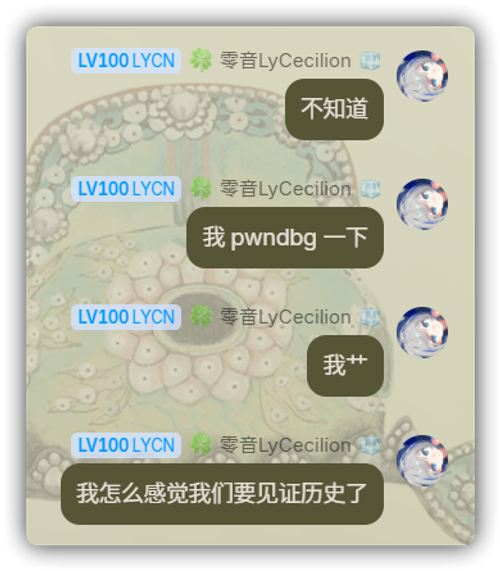 LV100 LYCN 🍀 零音LyCecilion 🧊
不知道
LV100 LYCN 🍀 零音LyCecilion 🧊
我 pwndbg 一下
LV100 LYCN 🍀 零音LyCecilion 🧊
我艹
LV100 LYCN 🍀 零音LyCecilion 🧊
我怎么感觉我们要见证历史了